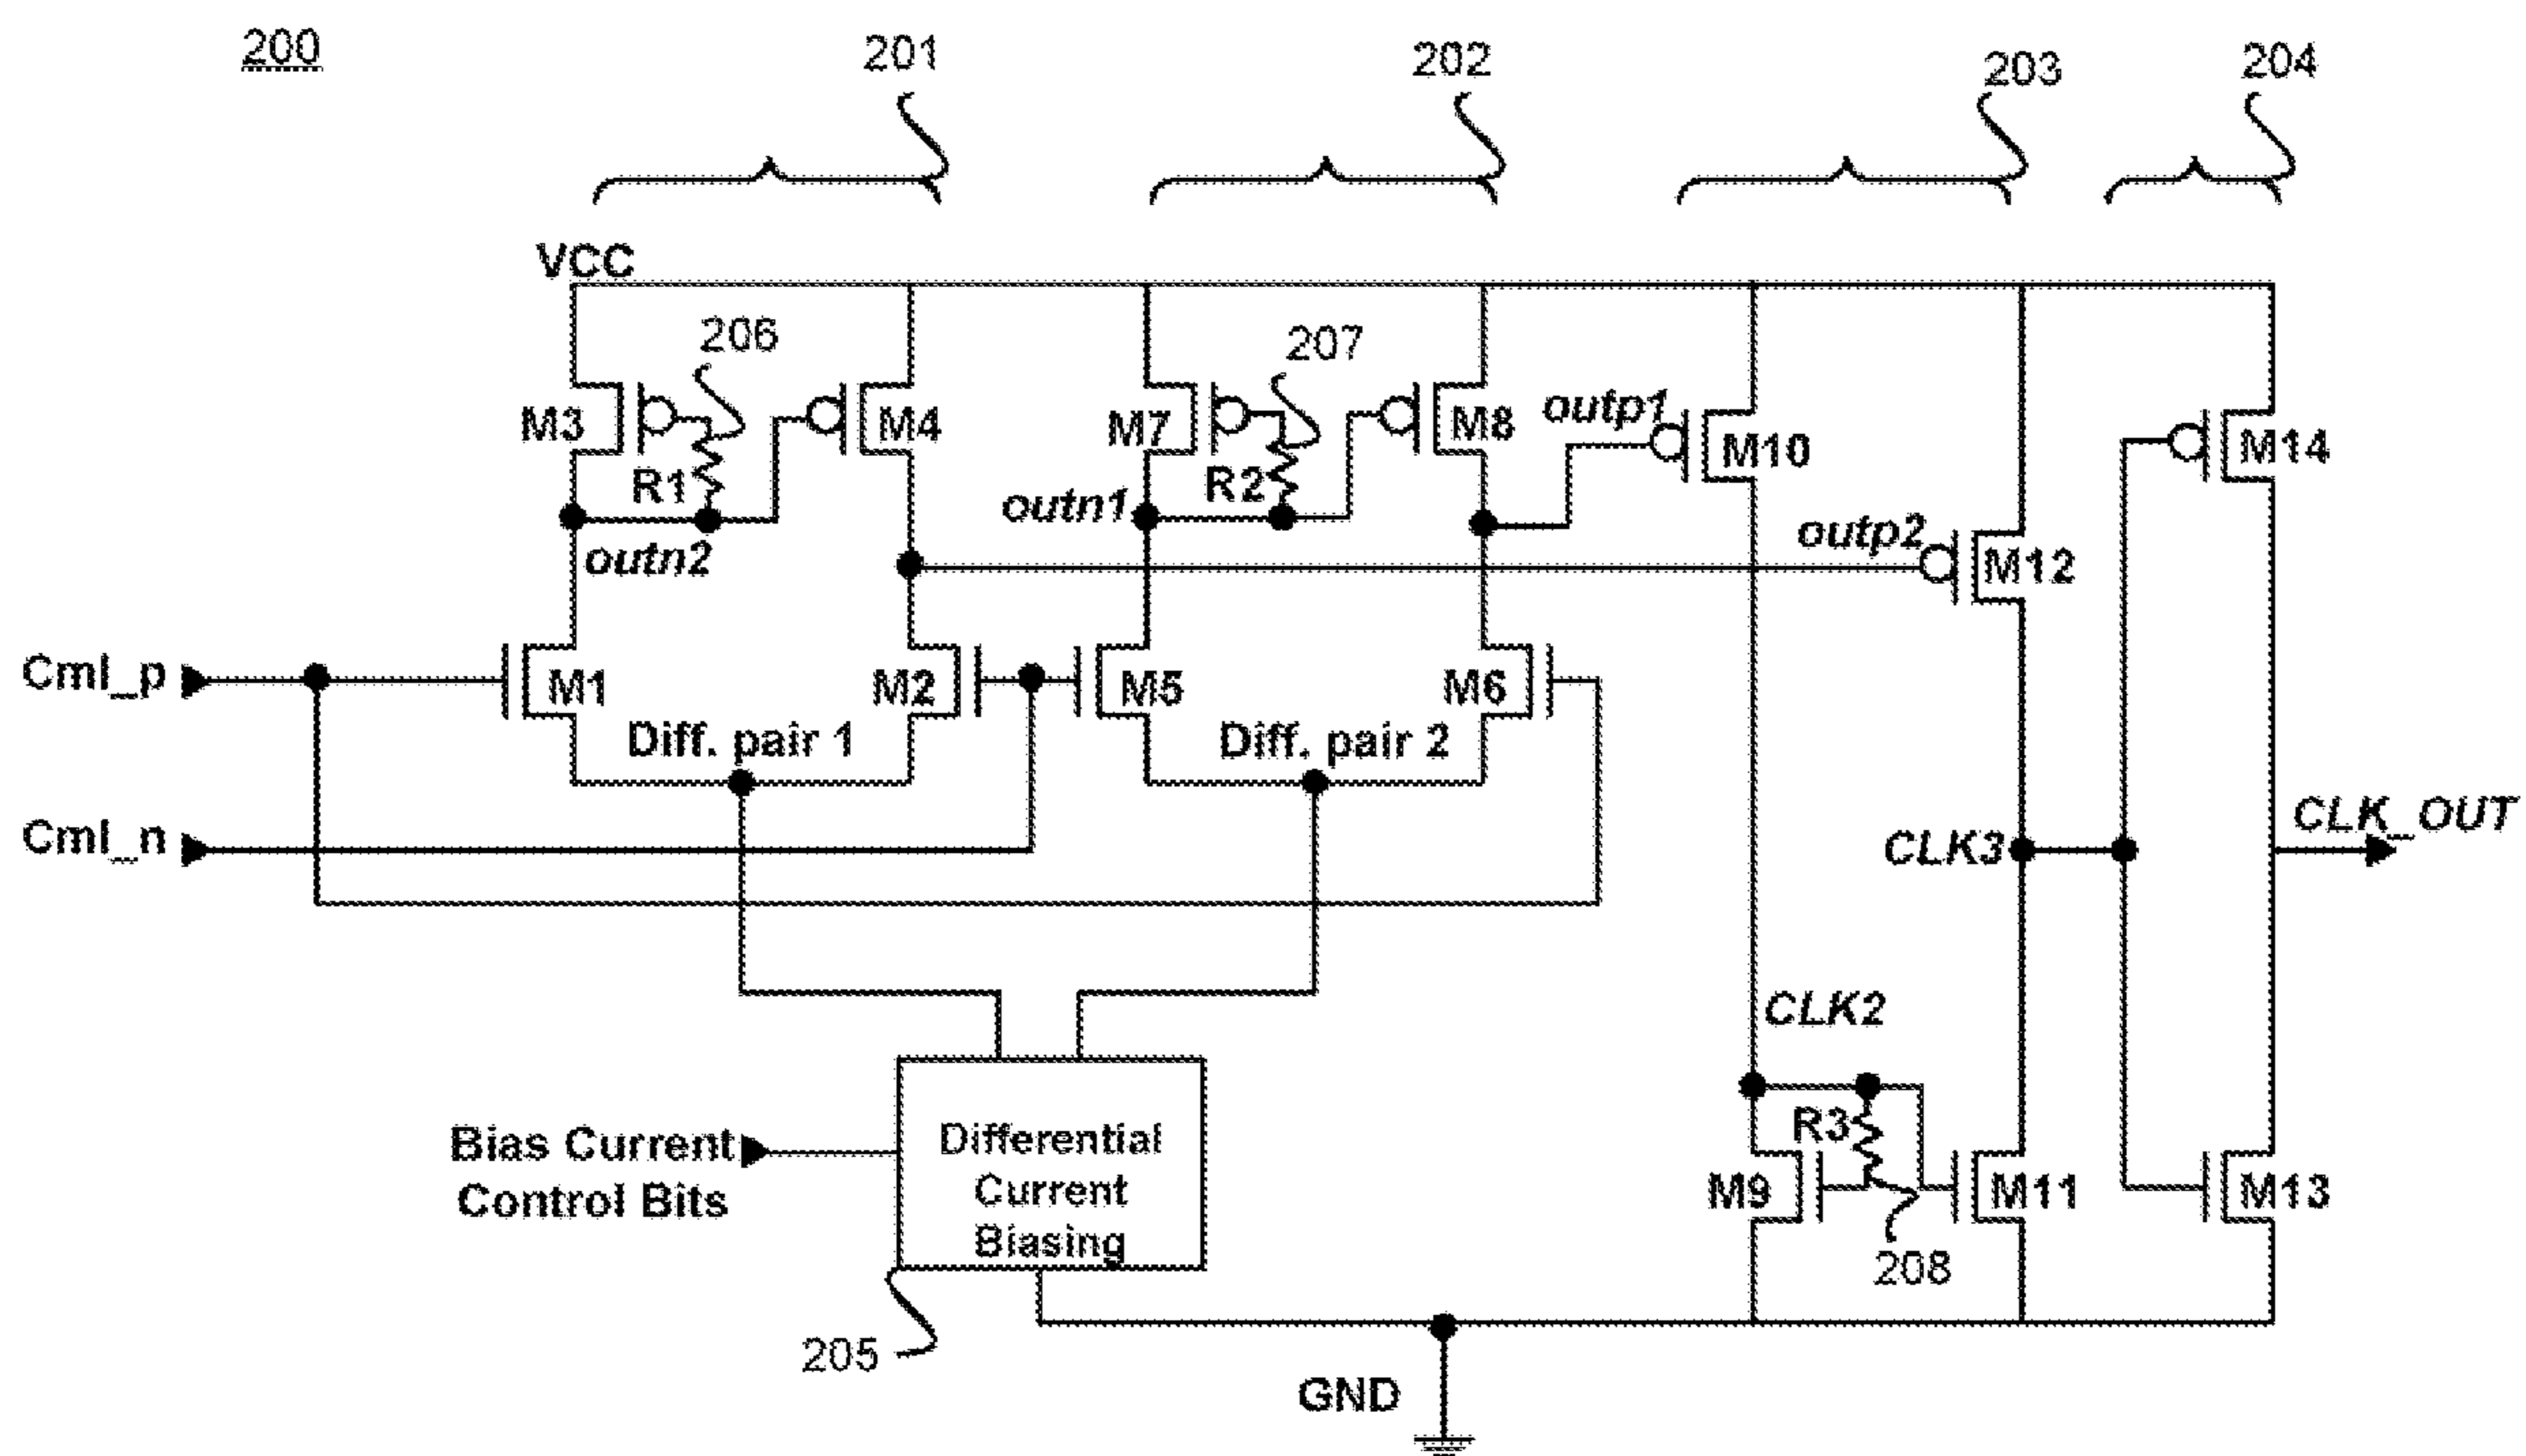 200
201
202
203
204
VCC
206
207
M3
M4
M7
M8
outp1
M10
M14
R1
R2
outn1
outn2
outp2
M12
Cml_p
M1
M2
M5
M6
Diff. pair 1
Diff. pair 2
Cml_n
CLK3
CLK_OUT
CLK2
Bias Current
Control Bits
Differential
Current
Biasing
R3
M9
M11
M13
208
205
GND